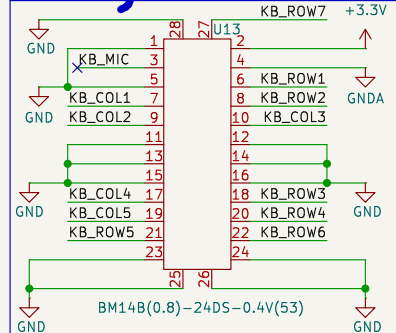 KB_ROW7 +3.3V
28 27 U13
GND 1 2
KB_MIC 3 4
5 6 KB_ROW1
GND KB_COL1 7 8 KB_ROW2 GNDA
KB_COL2 9 10 KB_COL3
11 12
13 14
15 16
GND KB_COL4 17 18 KB_ROW3 GND
KB_COL5 19 20 KB_ROW4
KB_ROW5 21 22 KB_ROW6
23 24
25 26
BM14B(0.8)-24DS-0.4V(53)
GND GND